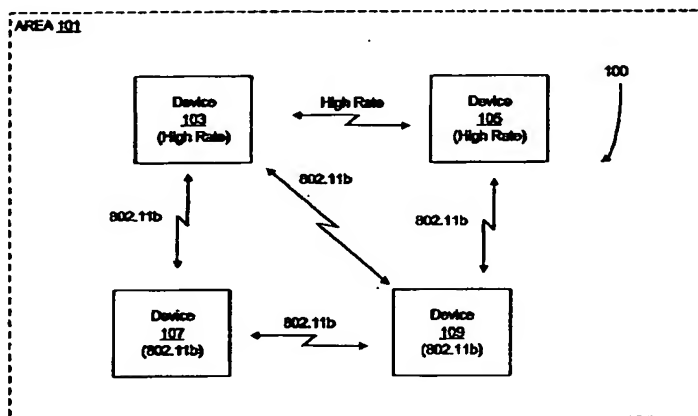 AREA 101
100
Device
103
(High Rate)
High Rate
Device
105
(High Rate)
802.11b
802.11b
802.11b
Device
107
(802.11b)
802.11b
Device
109
(802.11b)